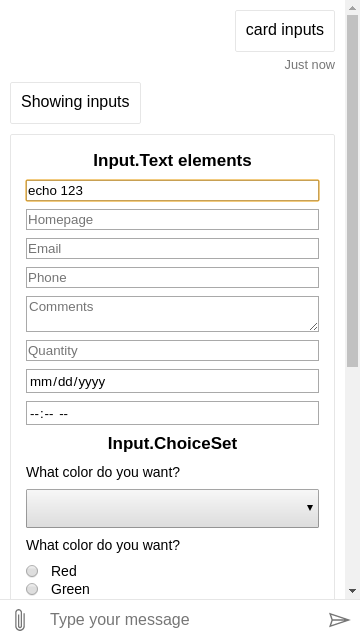 card inputs
Just now
Showing inputs
Input.Text elements
echo 123
Homepage
Email
Phone
Comments
Quantity
mm/dd/yyyy
--:-- --
Input.ChoiceSet
What color do you want?
What color do you want?
Red
Green
Type your message